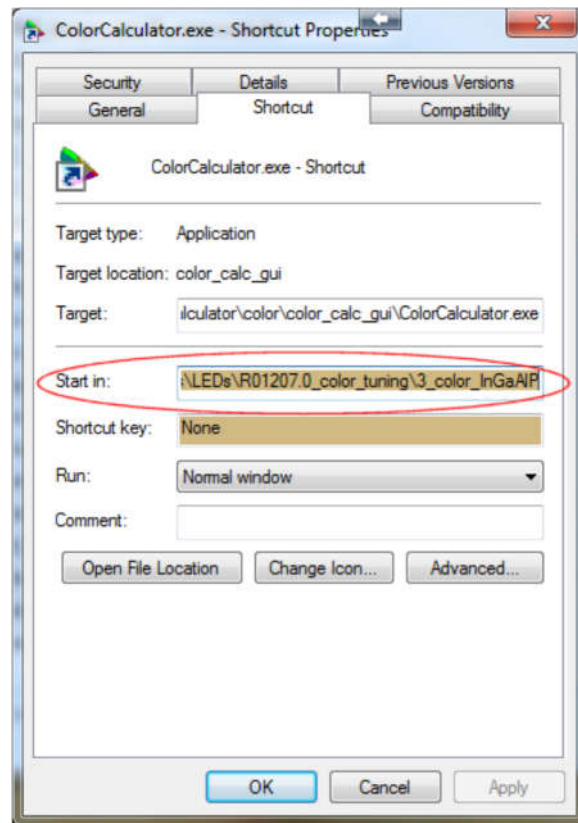 ColorCalculator.exe - Shortcut Properties
Security Details Previous Versions
General Shortcut Compatibility
ColorCalculator.exe - Shortcut
Target type: Application
Target location: color_calc_gui
Target: ilculator\color\color_calc_gui\ColorCalculator.exe
Start in: :\LEDs\R01207.0_color_tuning\3_color_InGaAlP
Shortcut key: None
Run: Normal window
Comment:
Open File Location Change Icon... Advanced...
OK Cancel Apply